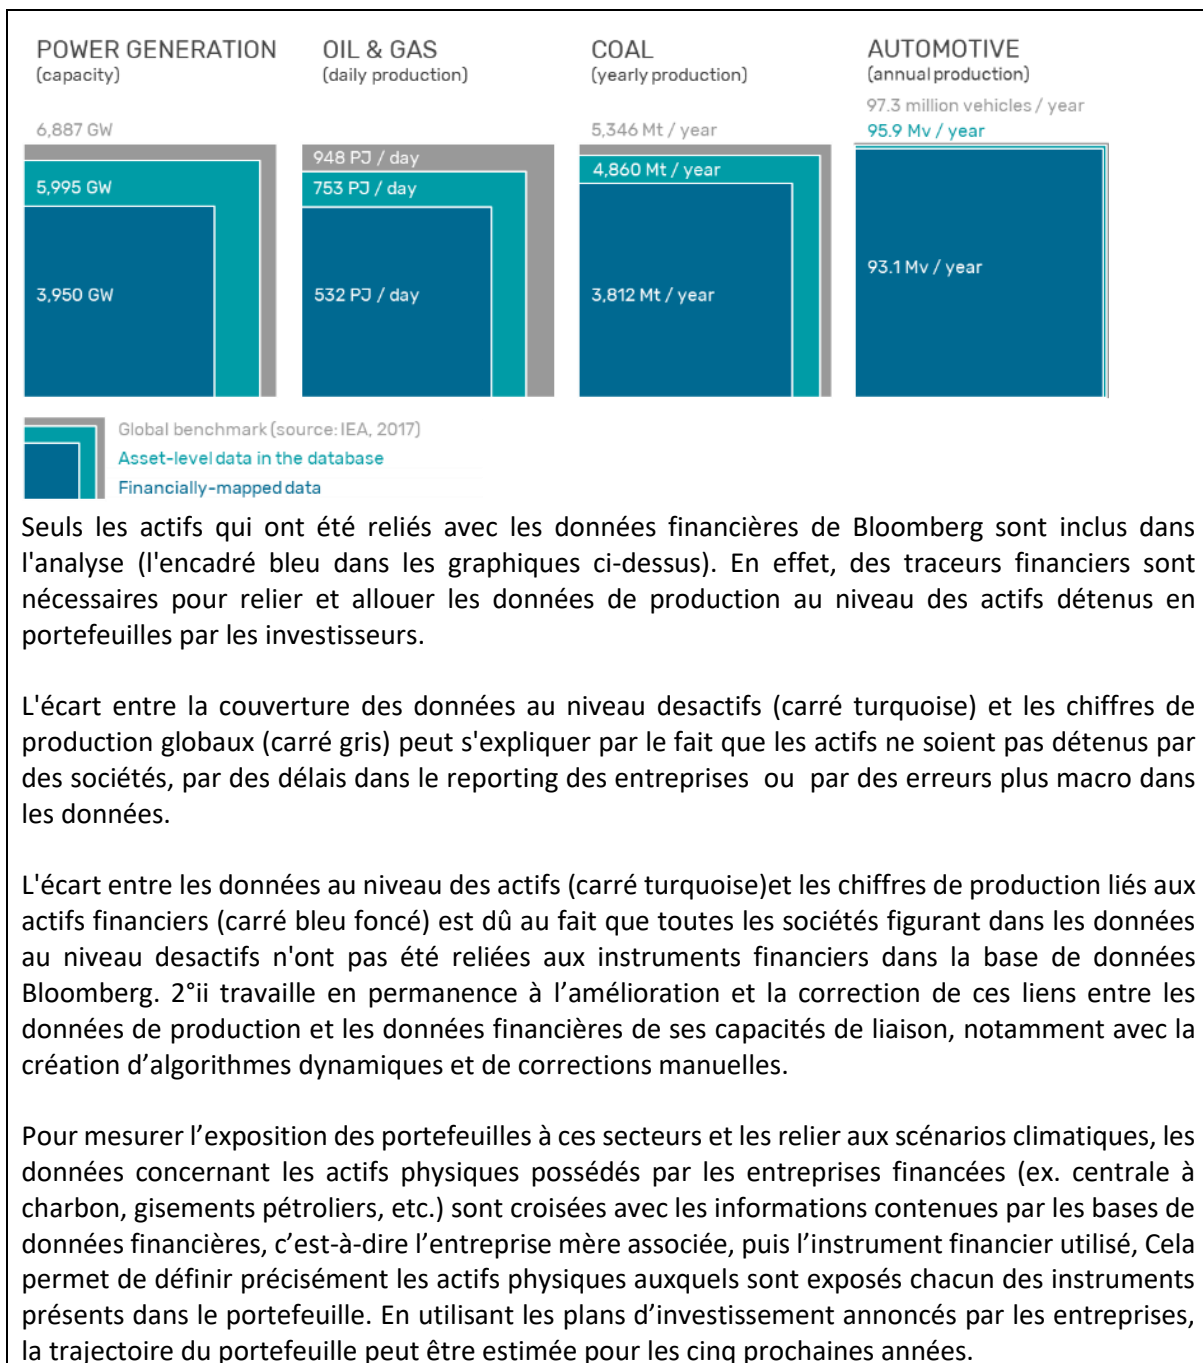 POWER GENERATION
(capacity)
6,887 GW
5,995 GW
3,950 GW
OIL & GAS
(daily production)
948 PJ / day
753 PJ / day
532 PJ / day
COAL
(yearly production)
5,346 Mt / year
4,860 Mt / year
3,812 Mt / year
AUTOMOTIVE
(annual production)
97.3 million vehicles / year
95.9 Mv / year
93.1 Mv / year
Global benchmark (source: IEA, 2017)
Asset-level data in the database
Financially-mapped data
Seuls les actifs qui ont été reliés avec les données financières de Bloomberg sont inclus dans
l'analyse (l'encadré bleu dans les graphiques ci-dessus). En effet, des traceurs financiers sont
nécessaires pour relier et allouer les données de production au niveau des actifs détenus en
portefeuilles par les investisseurs.
L'écart entre la couverture des données au niveau desactifs (carré turquoise) et les chiffres de
production globaux (carré gris) peut s'expliquer par le fait que les actifs ne soient pas détenus par
des sociétés, par des délais dans le reporting des entreprises ou par des erreurs plus macro dans
les données.
L'écart entre les données au niveau des actifs (carré turquoise)et les chiffres de production liés aux
actifs financiers (carré bleu foncé) est dû au fait que toutes les sociétés figurant dans les données
au niveau desactifs n'ont pas été reliées aux instruments financiers dans la base de données
Bloomberg. 2°ii travaille en permanence à l’amélioration et la correction de ces liens entre les
données de production et les données financières de ses capacités de liaison, notamment avec la
création d’algorithmes dynamiques et de corrections manuelles.
Pour mesurer l’exposition des portefeuilles à ces secteurs et les relier aux scénarios climatiques, les
données concernant les actifs physiques possédés par les entreprises financées (ex. centrale à
charbon, gisements pétroliers, etc.) sont croisées avec les informations contenues par les bases de
données financières, c’est-à-dire l’entreprise mère associée, puis l’instrument financier utilisé, Cela
permet de définir précisément les actifs physiques auxquels sont exposés chacun des instruments
présents dans le portefeuille. En utilisant les plans d’investissement annoncés par les entreprises,
la trajectoire du portefeuille peut être estimée pour les cinq prochaines années.